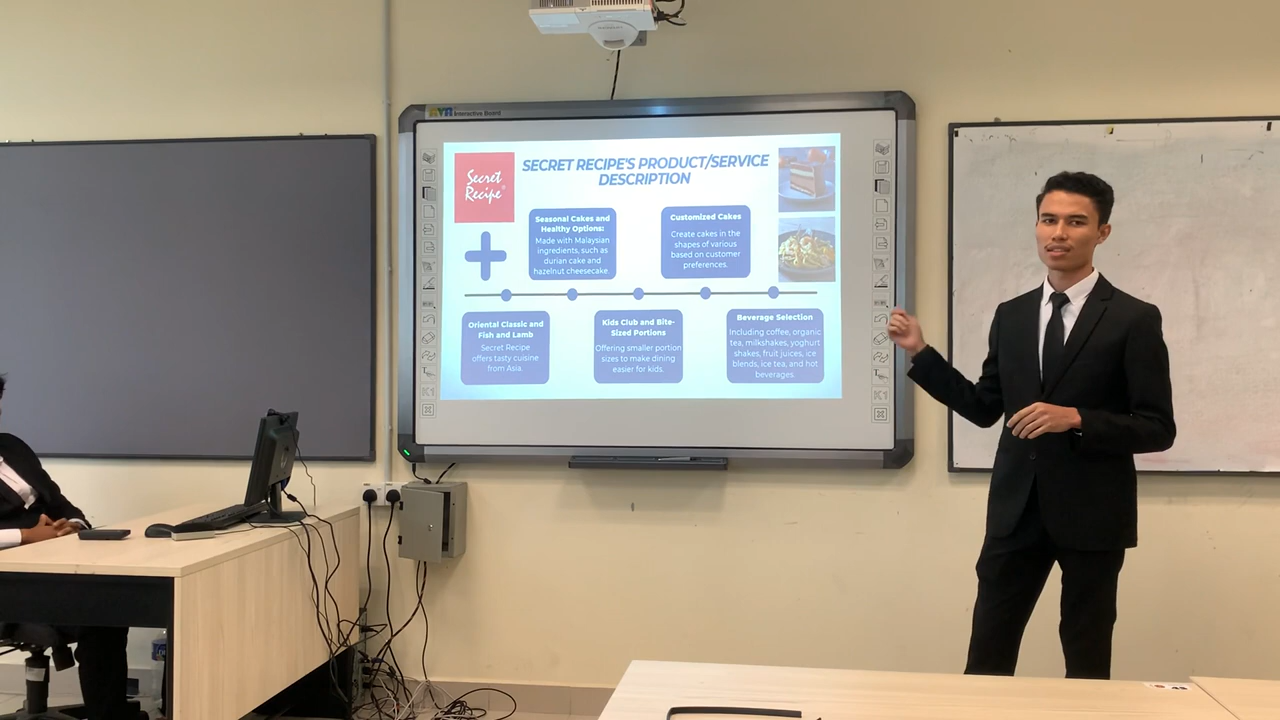 AVA Interactive Board
Secret
Recipe
SECRET RECIPE'S PRODUCT/SERVICE
DESCRIPTION
Seasonal Cakes and
Healthy Options:
Made with Malaysian
ingredients, such as
durian cake and
hazelnut cheesecake.
Customized Cakes
Create cakes in the
shapes of various
based on customer
preferences.
Oriental Classic and
Fish and Lamb
Secret Recipe
offers tasty cuisine
from Asia.
Kids Club and Bite-
Sized Portions
Offering smaller portion
sizes to make dining
easier for kids.
Beverage Selection
Including coffee, organic
tea, milkshakes, yoghurt
shakes, fruit juices, ice
blends, ice tea, and hot
beverages.